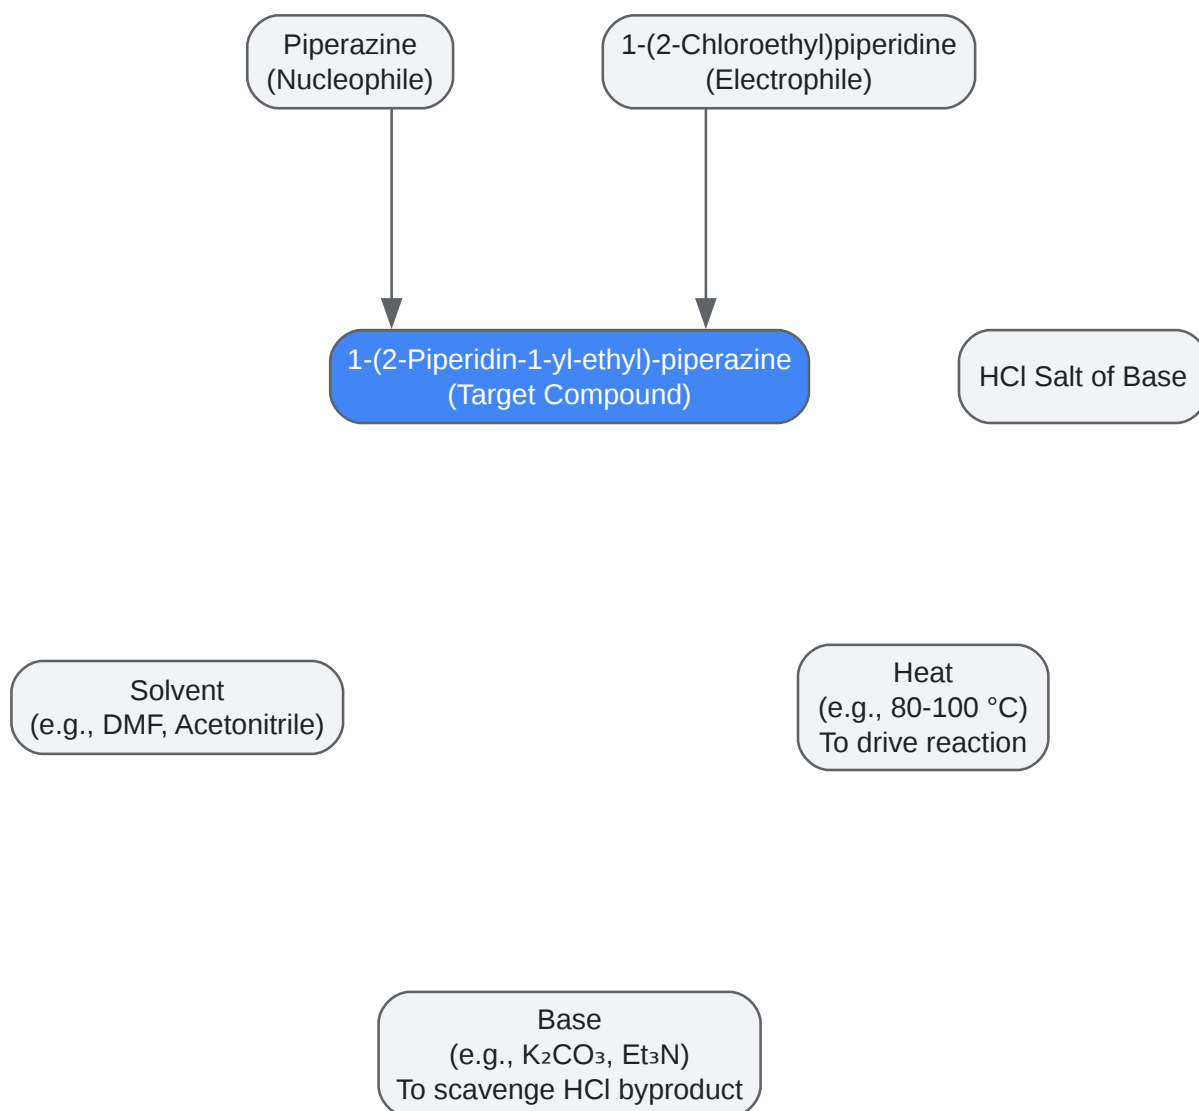 Piperazine
(Nucleophile)
1-(2-Chloroethyl)piperidine
(Electrophile)
1-(2-Piperidin-1-yl-ethyl)-piperazine
(Target Compound)
HCl Salt of Base
Solvent
(e.g., DMF, Acetonitrile)
Heat
(e.g., 80-100 °C)
To drive reaction
Base
(e.g., K₂CO₃, Et₃N)
To scavenge HCl byproduct